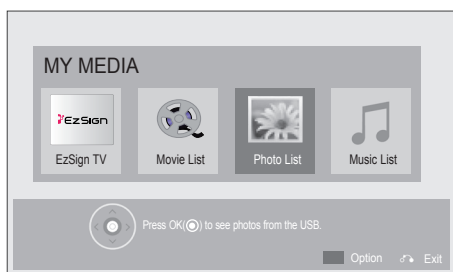 MY MEDIA
EZSIGN
EzSign TV
Movie List
Photo List
Music List
Press OK(◉) to see photos from the USB.
Option
Exit